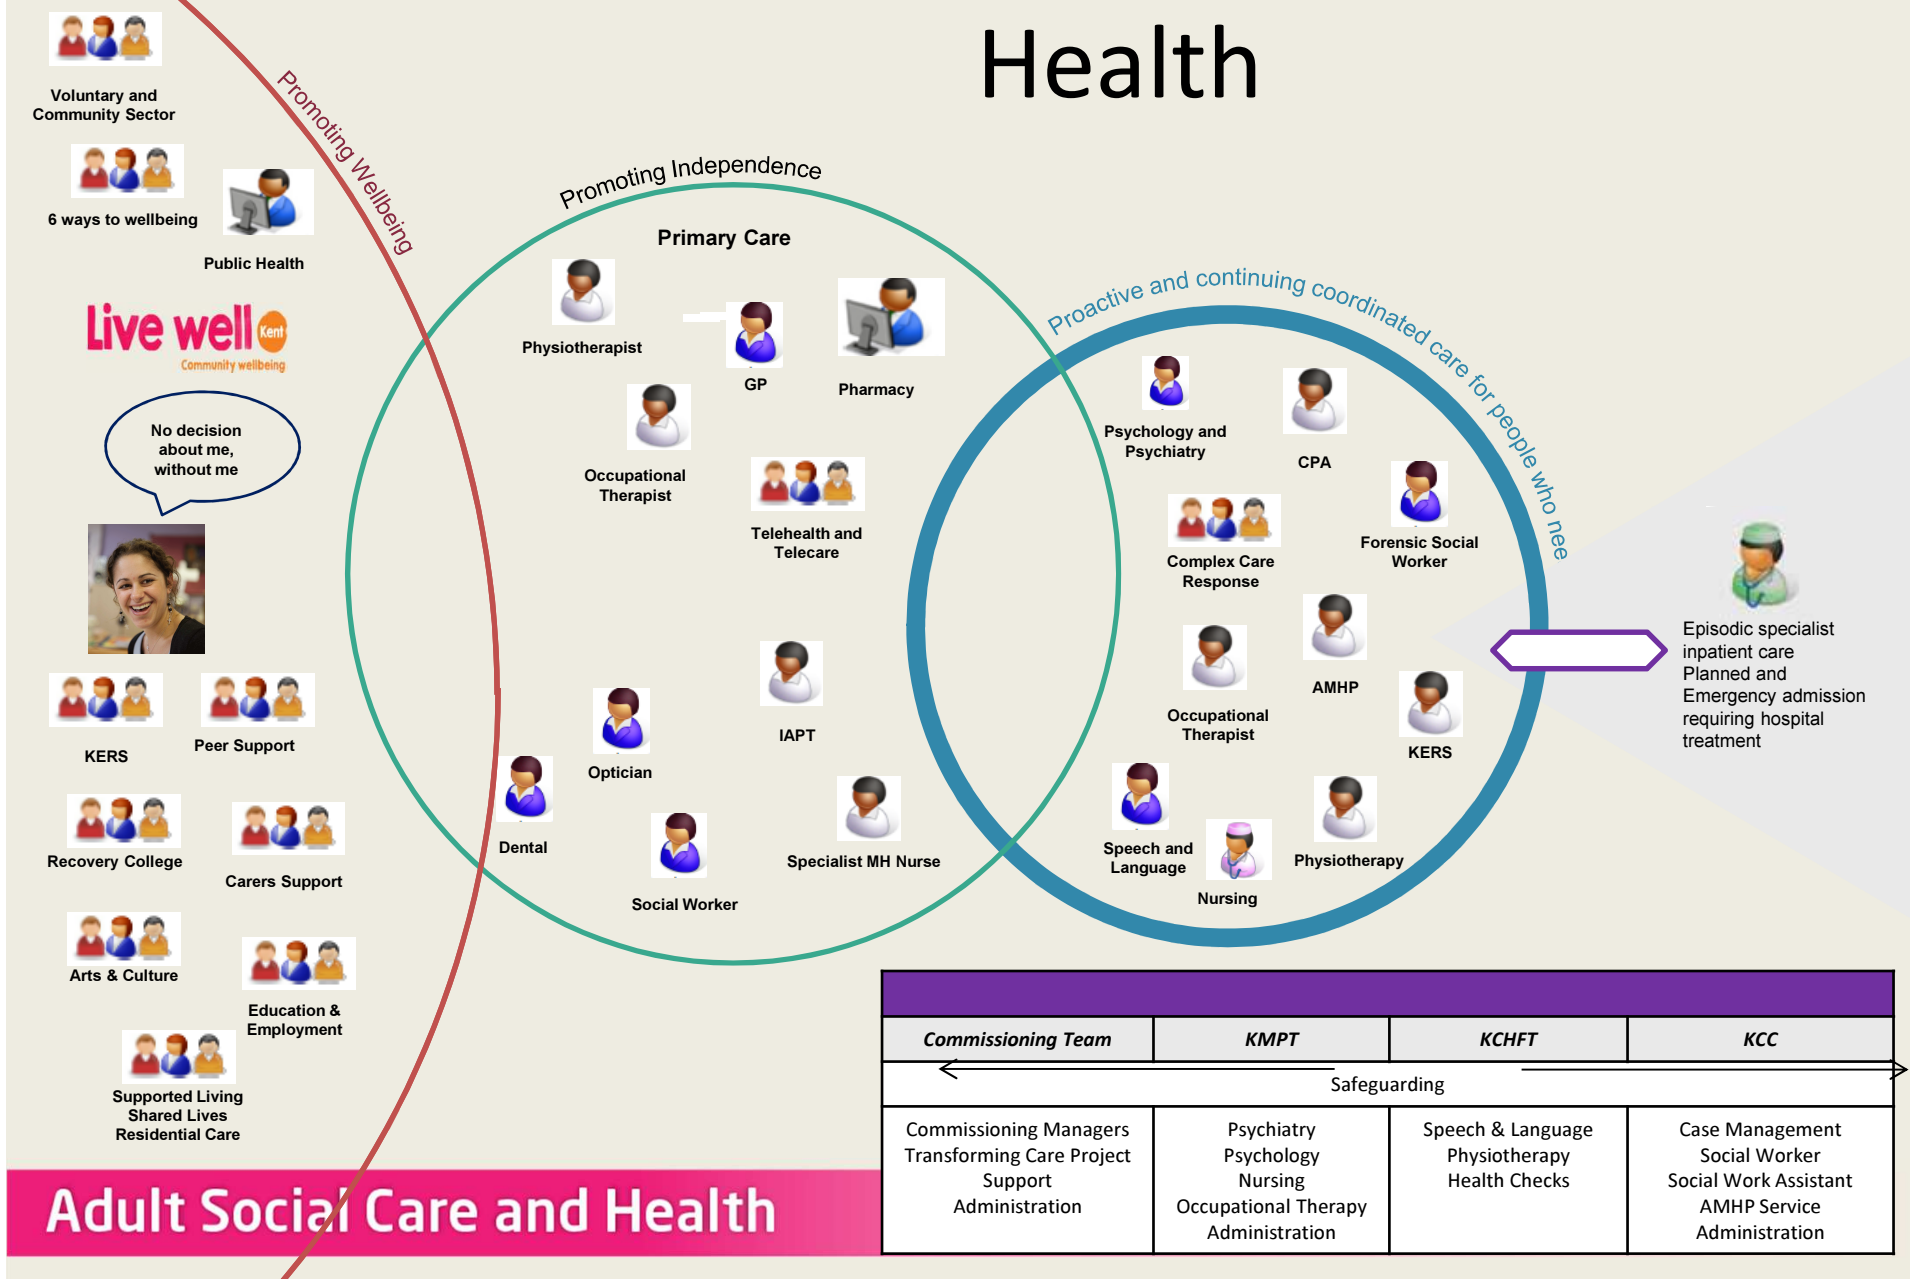 Health
Voluntary and
Community Sector
6 ways to wellbeing
Public Health
Promoting Wellbeing
Live well
Kent
Community wellbeing
No decision
about me,
without me
KERS
Peer Support
Recovery College
Carers Support
Arts & Culture
Education &
Employment
Supported Living
Shared Lives
Residential Care
Promoting Independence
Primary Care
Physiotherapist
GP
Pharmacy
Occupational
Therapist
Telehealth and
Telecare
IAPT
Optician
Dental
Social Worker
Specialist MH Nurse
Proactive and continuing coordinated care for people who nee
Psychology and
Psychiatry
CPA
Forensic Social
Worker
Complex Care
Response
AMHP
Occupational
Therapist
KERS
Speech and
Language
Nursing
Physiotherapy
Episodic specialist
inpatient care
Planned and
Emergency admission
requiring hospital
treatment
Commissioning Team
KMPT
KCHFT
KCC
Safeguarding
Commissioning Managers
Transforming Care Project
Support
Administration
Psychiatry
Psychology
Nursing
Occupational Therapy
Administration
Speech & Language
Physiotherapy
Health Checks
Case Management
Social Worker
Social Work Assistant
AMHP Service
Administration
Adult Social Care and Health